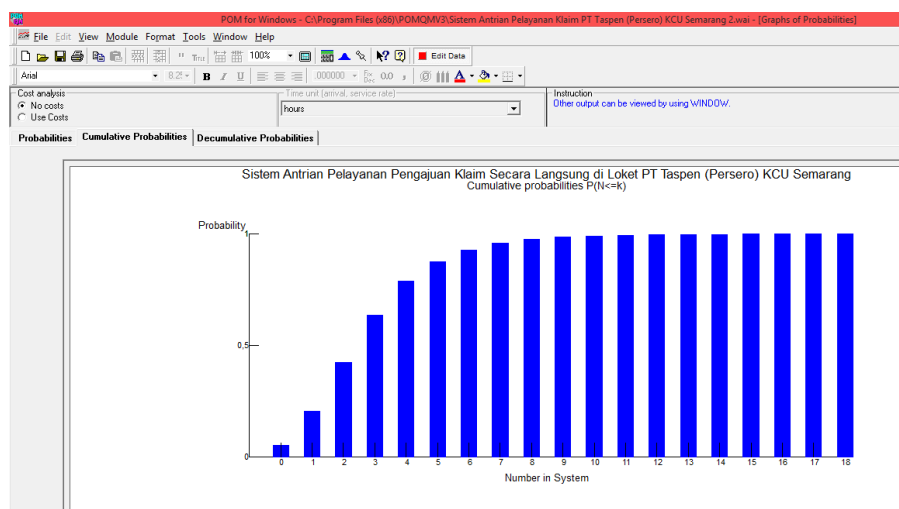 POM for Windows - C:\Program Files (x86)\POMQMV3\Sistem Antrian Pelayanan Klaim PT Taspen (Persero) KCU Semarang 2.wai - [Graphs of Probabilities]
File Edit View Module Format Tools Window Help
100% Edit Data
Arial 8.25 B I U .000000 0.0 A
Cost analysis
No costs
Use Costs
Time unit (arrival, service rate)
hours
Instruction
Other output can be viewed by using WINDOW.
Probabilities Cumulative Probabilities Decumulative Probabilities
Sistem Antrian Pelayanan Pengajuan Klaim Secara Langsung di Loket PT Taspen (Persero) KCU Semarang
Cumulative probabilities P(N<=k)
Probability
1
0,5
0
0 1 2 3 4 5 6 7 8 9 10 11 12 13 14 15 16 17 18
Number in System